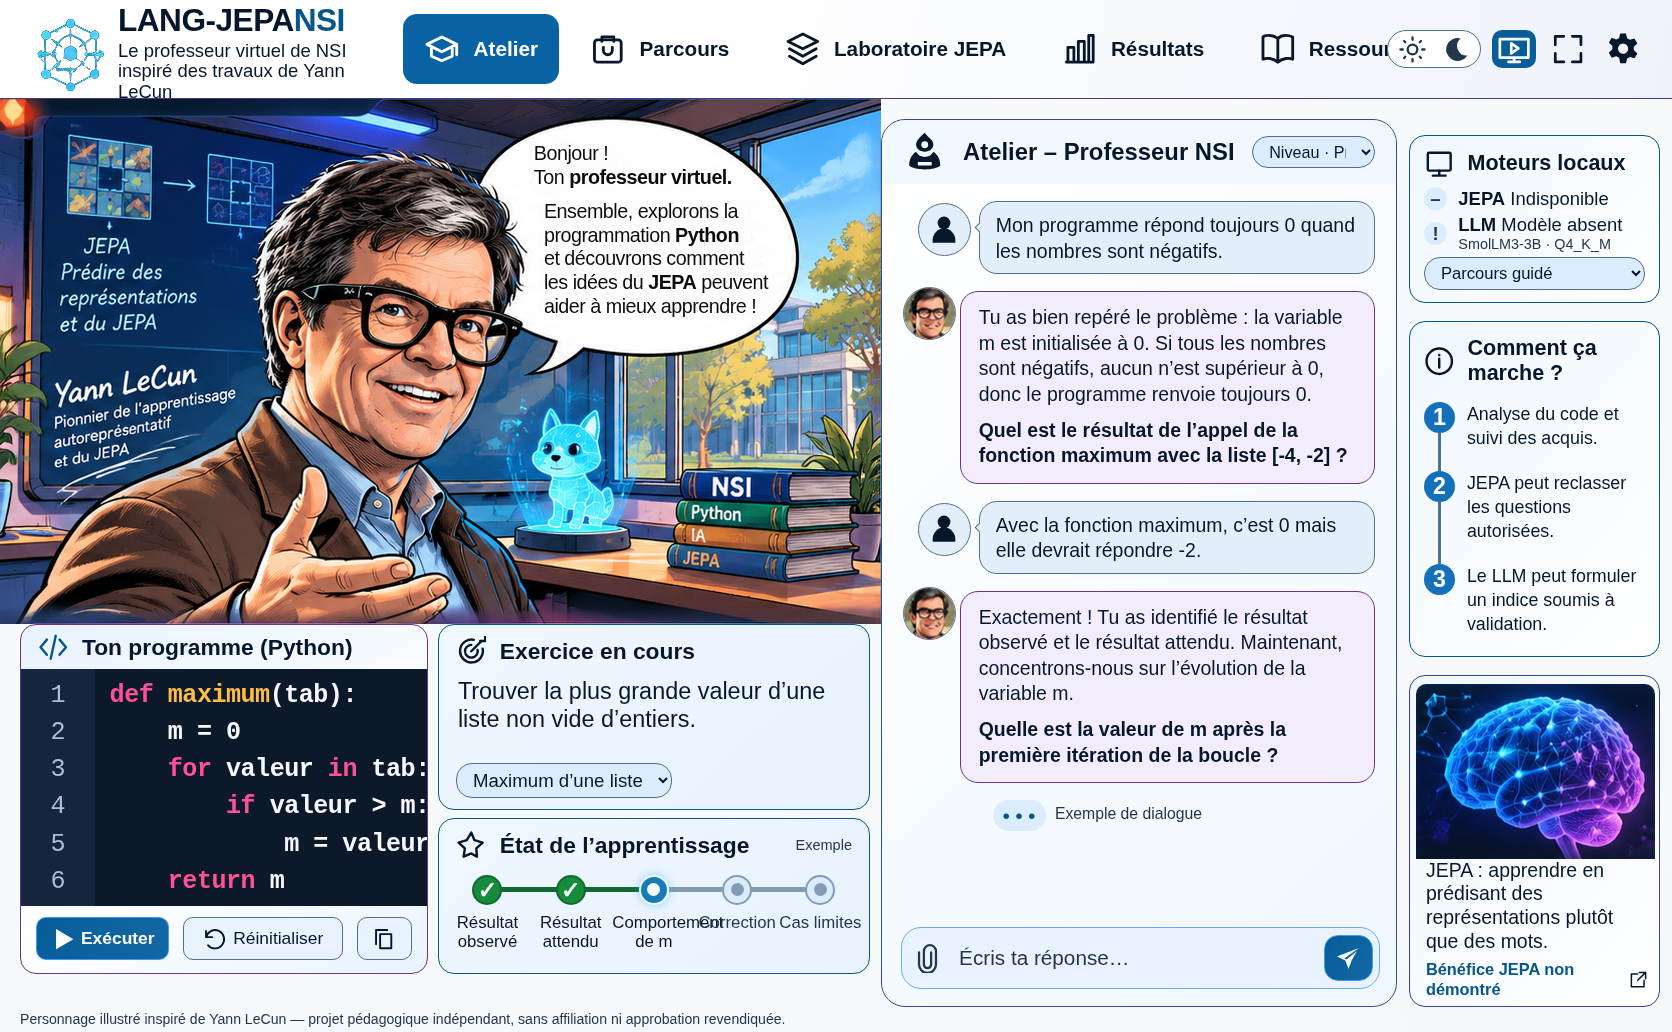 LANG-JEPANSI
Le professeur virtuel de NSI
inspiré des travaux de Yann
LeCun
Atelier
Parcours
Laboratoire JEPA
Résultats
Ressour
JEPA
Prédire des
représentations
et du JEPA
Yann LeCun
Pionnier de l'apprentissage
autoreprésentatif
et du JEPA
Bonjour !
Ton professeur virtuel.
Ensemble, explorons la
programmation Python
et découvrons comment
les idées du JEPA peuvent
aider à mieux apprendre !
NSI
Python
IA
JEPA
Ton programme (Python)
1 def maximum(tab):
2 m = 0
3 for valeur in tab:
4 if valeur > m:
5 m = valeur
6 return m
Exécuter
Réinitialiser
Exercice en cours
Trouver la plus grande valeur d’une
liste non vide d’entiers.
Maximum d’une liste
État de l’apprentissage
Exemple
Résultat
observé
Résultat
attendu
Comportement
de m
Correction
Cas limites
Atelier – Professeur NSI
Niveau · Pr
Mon programme répond toujours 0 quand
les nombres sont négatifs.
Tu as bien repéré le problème : la variable
m est initialisée à 0. Si tous les nombres
sont négatifs, aucun n’est supérieur à 0,
donc le programme renvoie toujours 0.
Quel est le résultat de l’appel de la
fonction maximum avec la liste [-4, -2] ?
Avec la fonction maximum, c’est 0 mais
elle devrait répondre -2.
Exactement ! Tu as identifié le résultat
observé et le résultat attendu. Maintenant,
concentrons-nous sur l’évolution de la
variable m.
Quelle est la valeur de m après la
première itération de la boucle ?
Exemple de dialogue
Écris ta réponse…
Moteurs locaux
– JEPA Indisponible
! LLM Modèle absent
SmolLM3-3B · Q4_K_M
Parcours guidé
Comment ça
marche ?
1 Analyse du code et
suivi des acquis.
2 JEPA peut reclasser
les questions
autorisées.
3 Le LLM peut formuler
un indice soumis à
validation.
JEPA : apprendre en
prédisant des
représentations plutôt
que des mots.
Bénéfice JEPA non
démontré
Personnage illustré inspiré de Yann LeCun — projet pédagogique indépendant, sans affiliation ni approbation revendiquée.